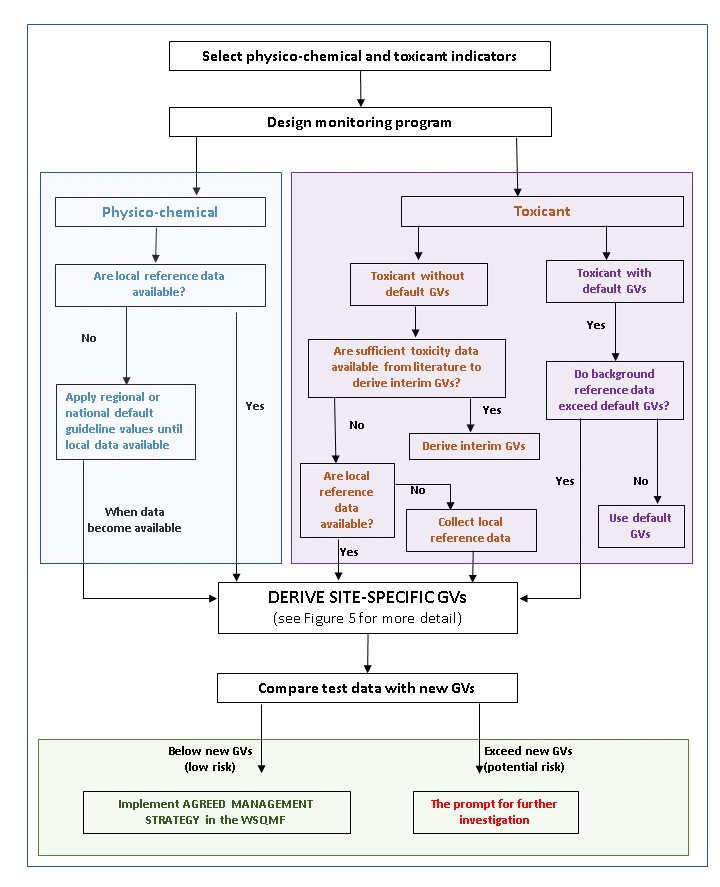 Select physico-chemical and toxicant indicators
Design monitoring program
Physico-chemical
Are local reference data
available?
No
Yes
Apply regional or
national default
guideline values until
local data available
When data
become available
Toxicant
Toxicant without
default GVs
Toxicant with
default GVs
Yes
Are sufficient toxicity data
available from literature to
derive interim GVs?
Do background
reference data
exceed default GVs?
No
Yes
Derive interim GVs
Are local
reference
data
available?
No
Collect local
reference data
Yes
Yes
No
Use default
GVs
DERIVE SITE-SPECIFIC GVs
(see Figure 5 for more detail)
Compare test data with new GVs
Below new GVs
(low risk)
Exceed new GVs
(potential risk)
Implement AGREED MANAGEMENT
STRATEGY in the WSQMF
The prompt for further
investigation